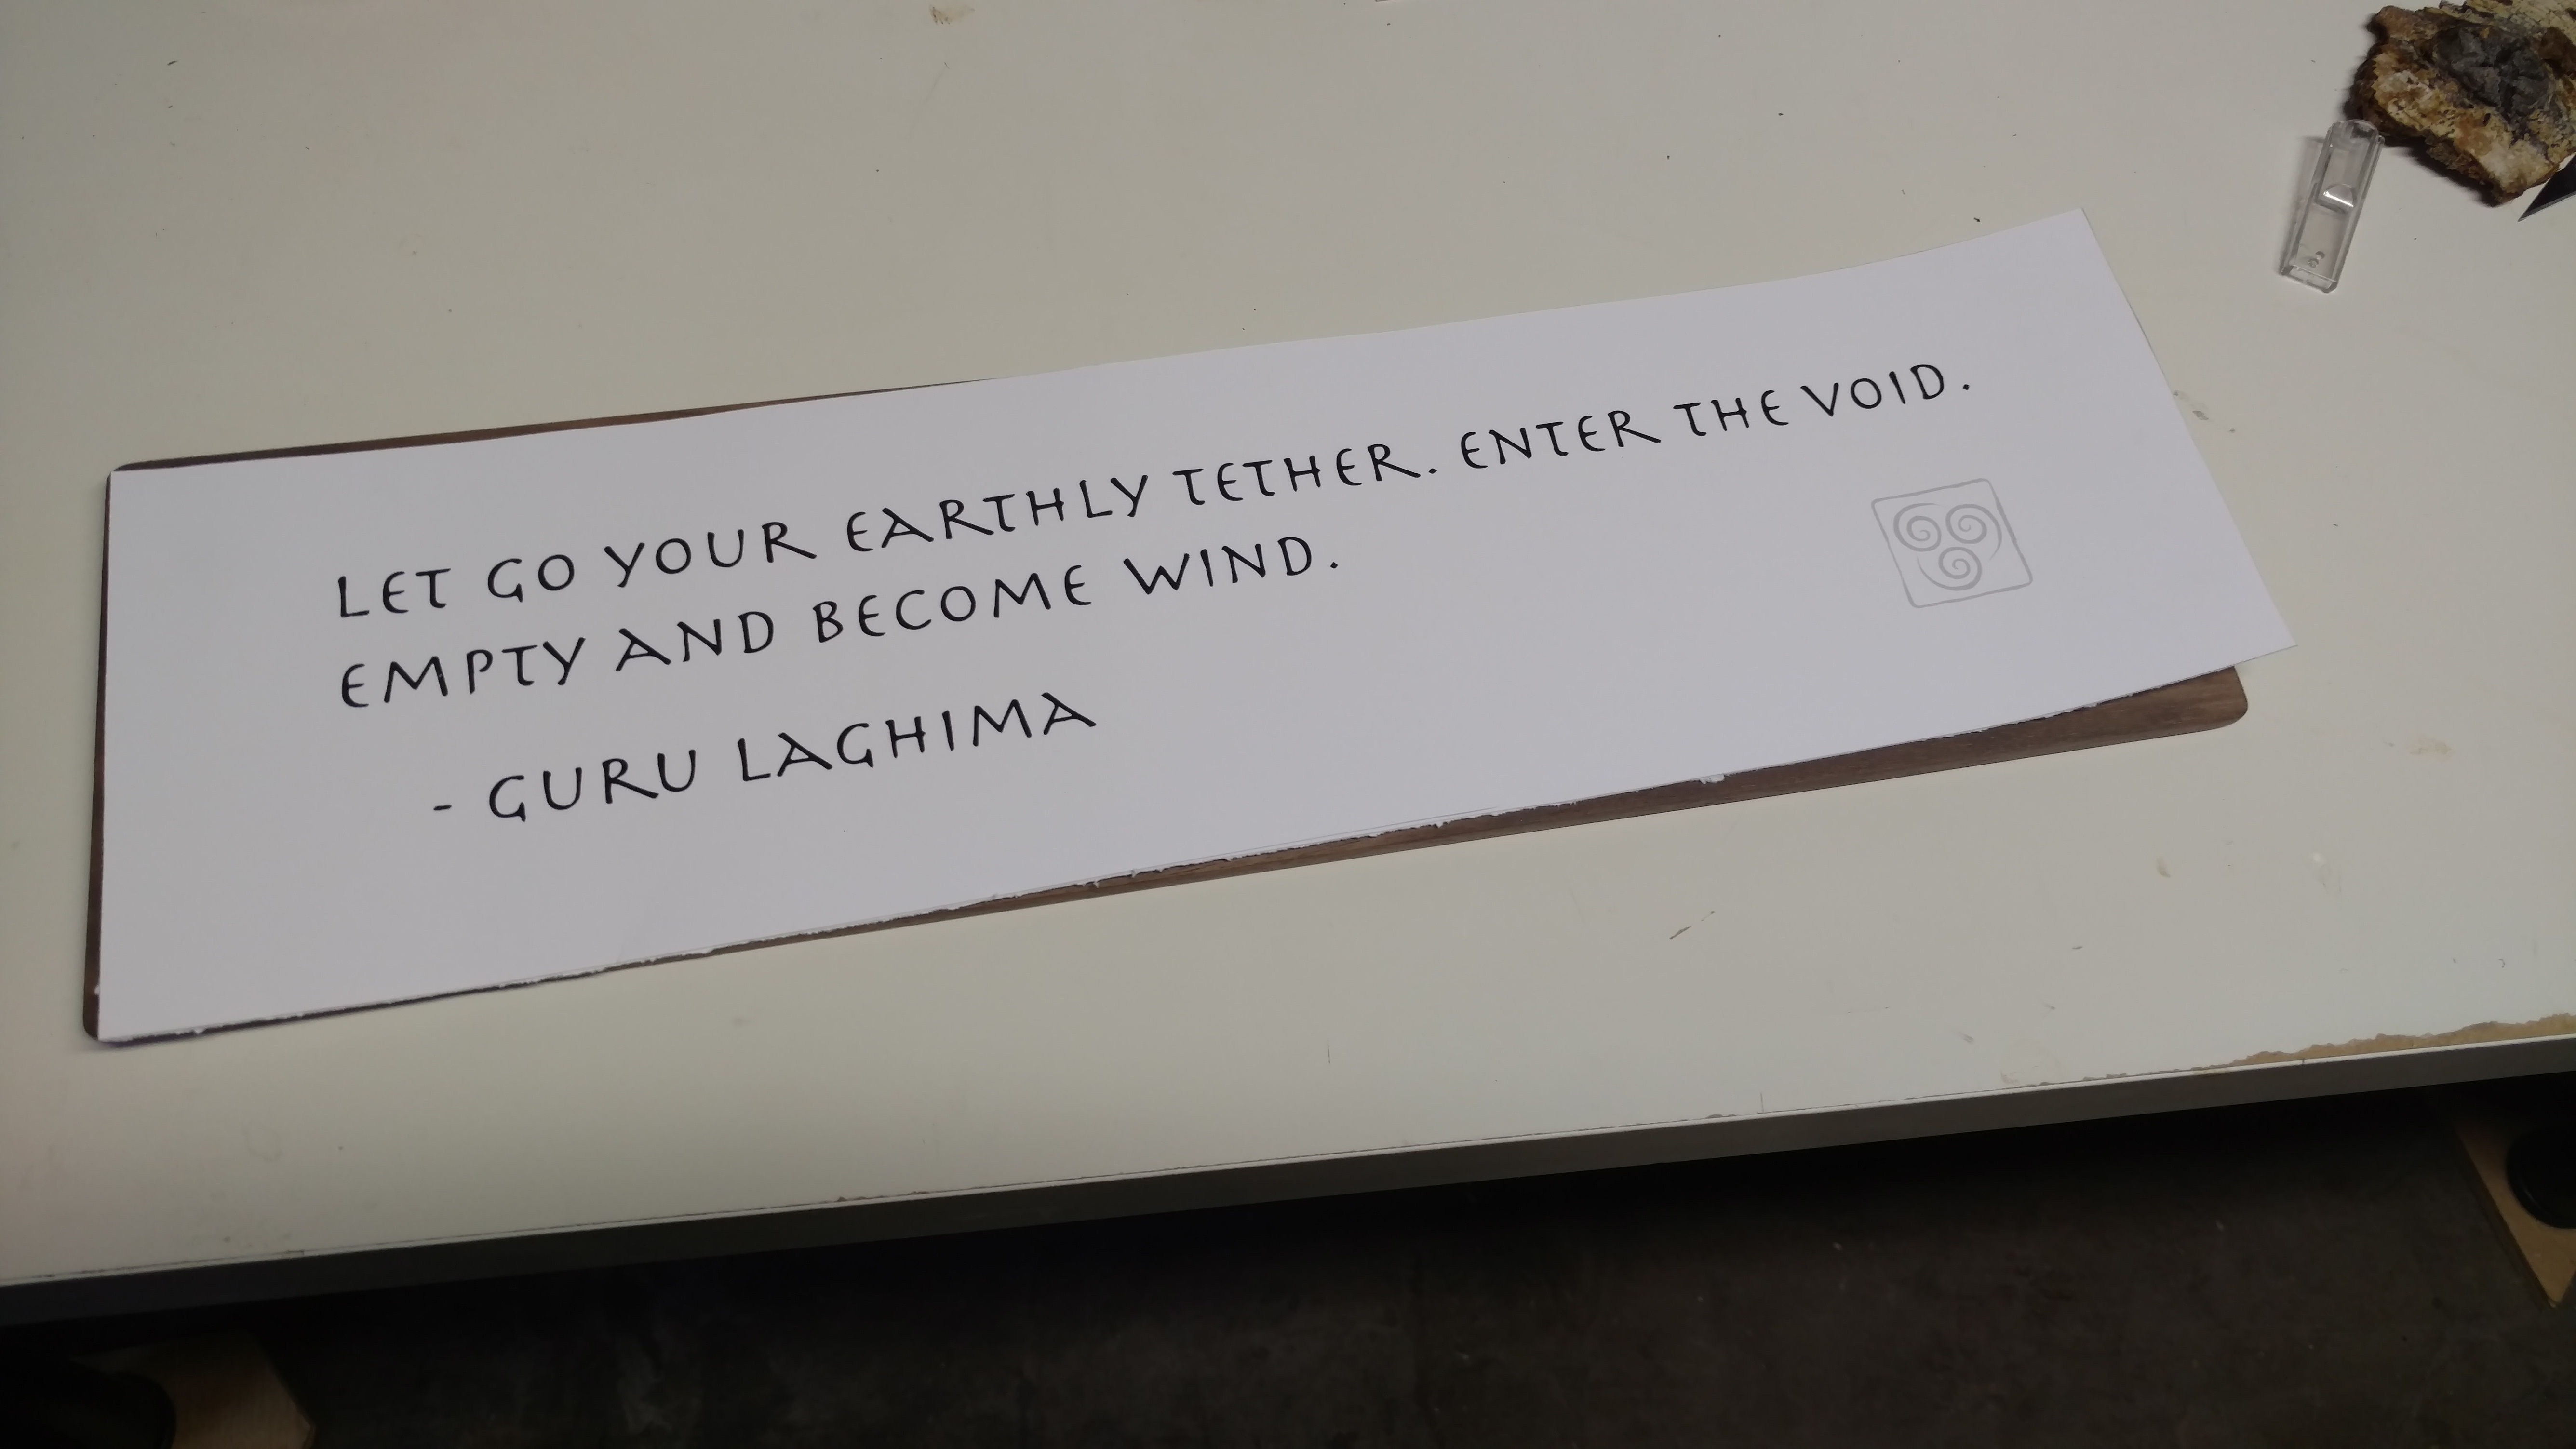 LET GO YOUR EARTHLY TETHER. ENTER THE VOID.
EMPTY AND BECOME WIND.
- GURU LAGHIMA